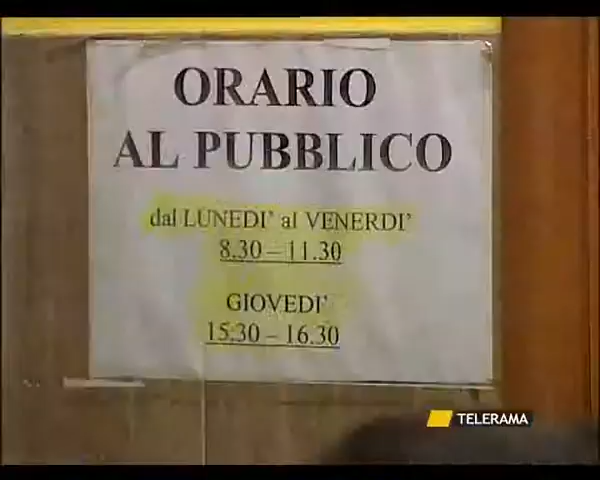 ORARIO
AL PUBBLICO
dal LUNEDI' al VENERDI'
8.30 – 11.30
GIOVEDI'
15.30 – 16.30
TELERAMA